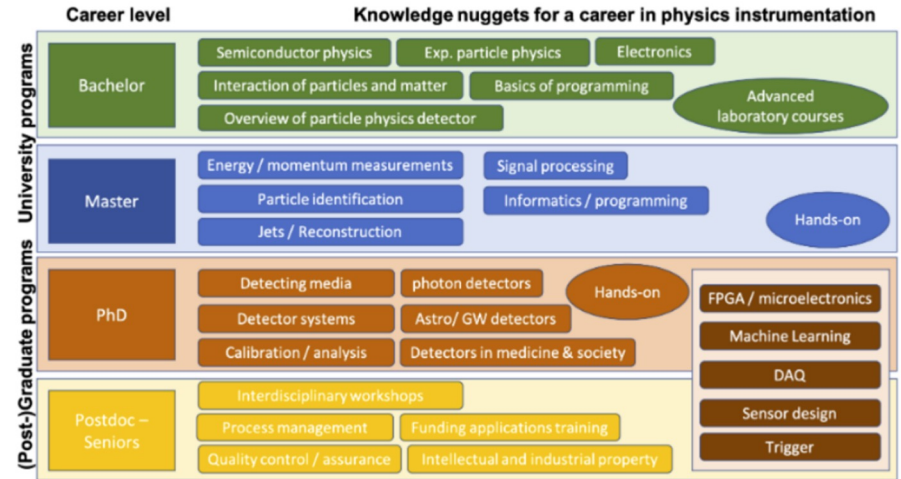 Career level
Knowledge nuggets for a career in physics instrumentation
University programs
Bachelor
Semiconductor physics
Exp. particle physics
Electronics
Interaction of particles and matter
Basics of programming
Overview of particle physics detector
Advanced
laboratory courses
Master
Energy / momentum measurements
Signal processing
Particle identification
Informatics / programming
Jets / Reconstruction
Hands-on
(Post-)Graduate programs
PhD
Detecting media
photon detectors
Hands-on
Detector systems
Astro/ GW detectors
Calibration / analysis
Detectors in medicine & society
FPGA / microelectronics
Machine Learning
DAQ
Sensor design
Trigger
Postdoc –
Seniors
Interdisciplinary workshops
Process management
Funding applications training
Quality control / assurance
Intellectual and industrial property